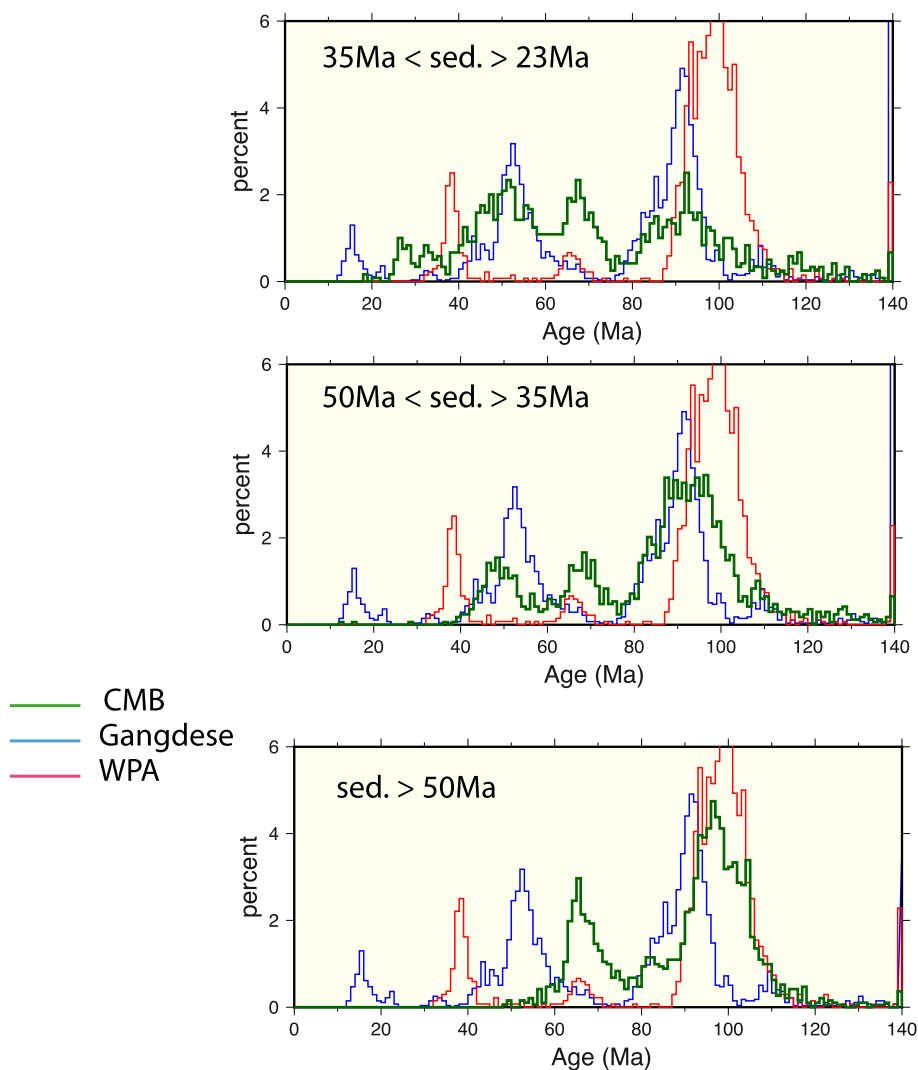 35Ma < sed. > 23Ma
6
4
2
0
percent
0 20 40 60 80 100 120 140
Age (Ma)
50Ma < sed. > 35Ma
6
4
2
0
percent
0 20 40 60 80 100 120 140
Age (Ma)
CMB
Gangdese
WPA
sed. > 50Ma
6
4
2
0
percent
0 20 40 60 80 100 120 140
Age (Ma)